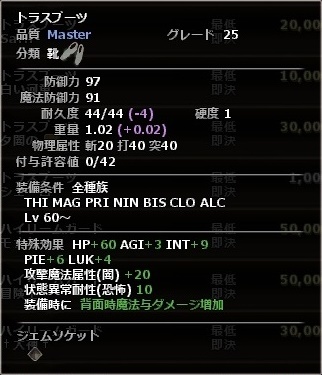 トラスブーツ
品質 Master グレード 25
分類 靴
防御力 97
魔法防御力 91
耐久度 44/44 (-4) 硬度 1
重量 1.02 (+0.02)
物理属性 斬20 打40 突40
付与許容値 0/42
装備条件 全種族
THI MAG PRI NIN BIS CLO ALC
Lv 60～
特殊効果 HP+60 AGI+3 INT+9
PIE+6 LUK+4
攻撃魔法属性(闇) +20
状態異常耐性(恐怖) 10
装備時に 背面時魔法与ダメージ増加
ジェムソケット